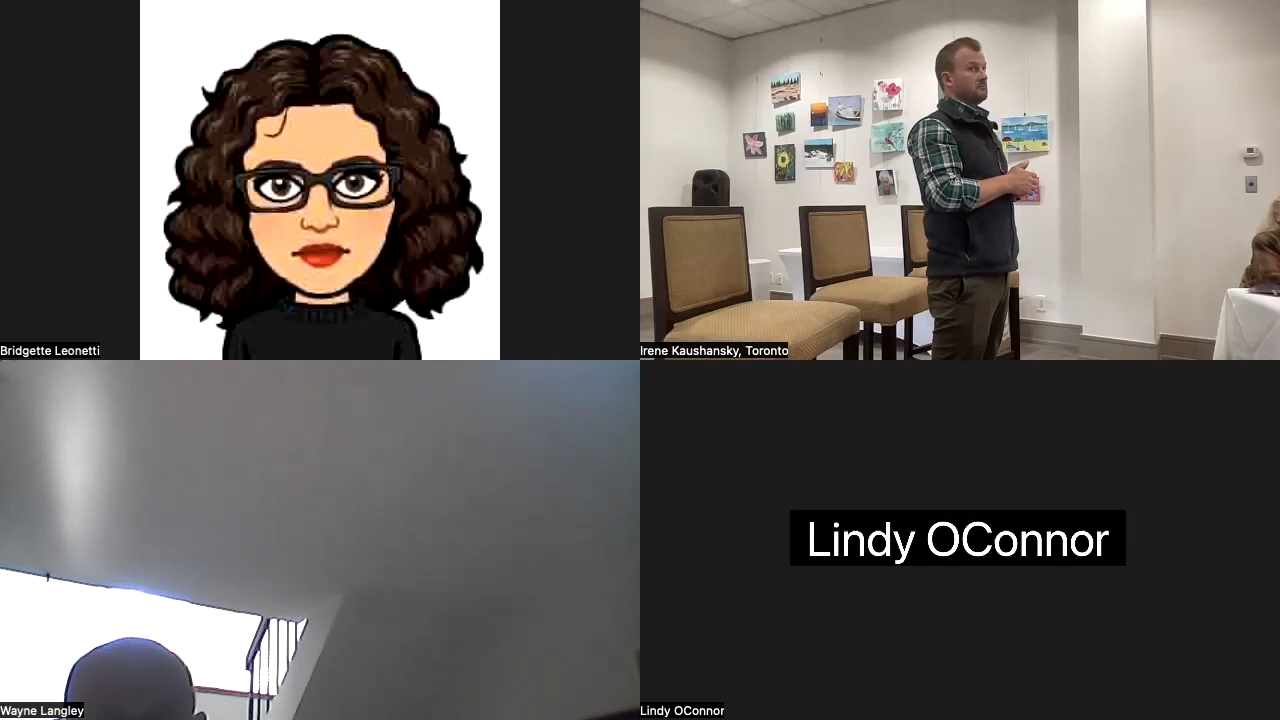 Bridgette Leonetti
Irene Kaushansky, Toronto
Lindy OConnor
Wayne Langley
Lindy OConnor